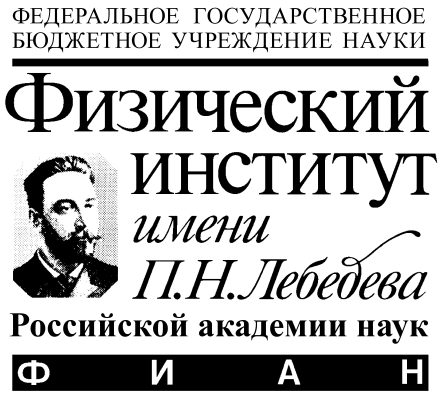 ФЕДЕРАЛЬНОЕ ГОСУДАРСТВЕННОЕ
БЮДЖЕТНОЕ УЧРЕЖДЕНИЕ НАУКИ
Физический
институт
имени
П.Н.Лебедева
Российской академии наук
Ф И А Н